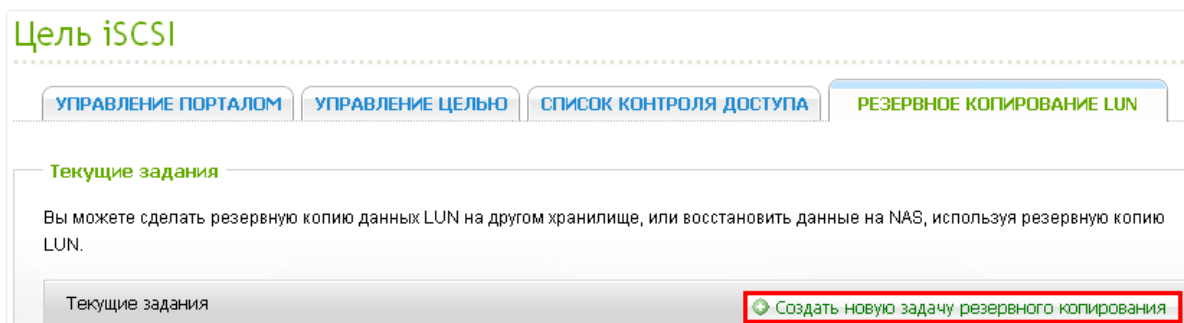 Цель iSCSI
УПРАВЛЕНИЕ ПОРТАЛОМ УПРАВЛЕНИЕ ЦЕЛЬЮ СПИСОК КОНТРОЛЯ ДОСТУПА РЕЗЕРВНОЕ КОПИРОВАНИЕ LUN
Текущие задания
Вы можете сделать резервную копию данных LUN на другом хранилище, или восстановить данные на NAS, используя резервную копию
LUN.
Текущие задания Создать новую задачу резервного копирования